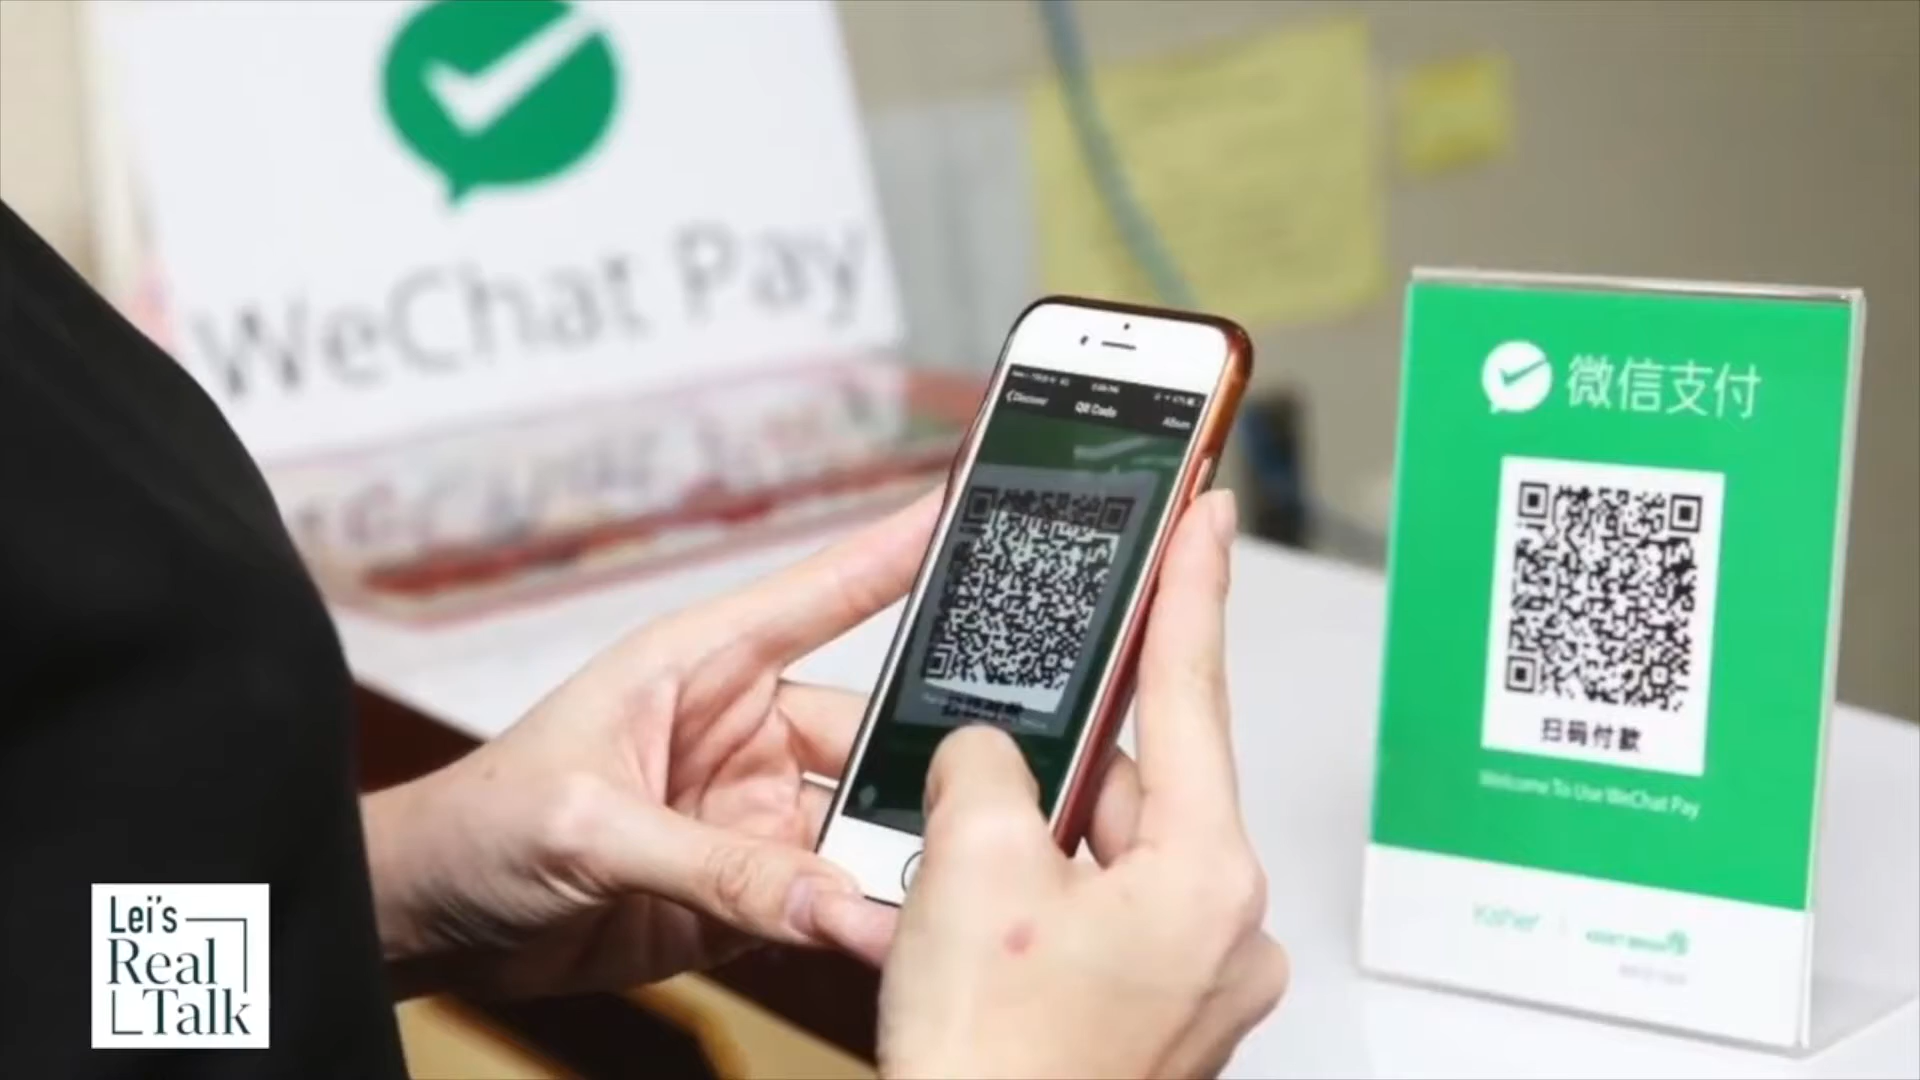 WeChat Pay
Discover
QR Code
Album
微信支付
扫码付款
Welcome To Use WeChat Pay
Lei's
Real
Talk